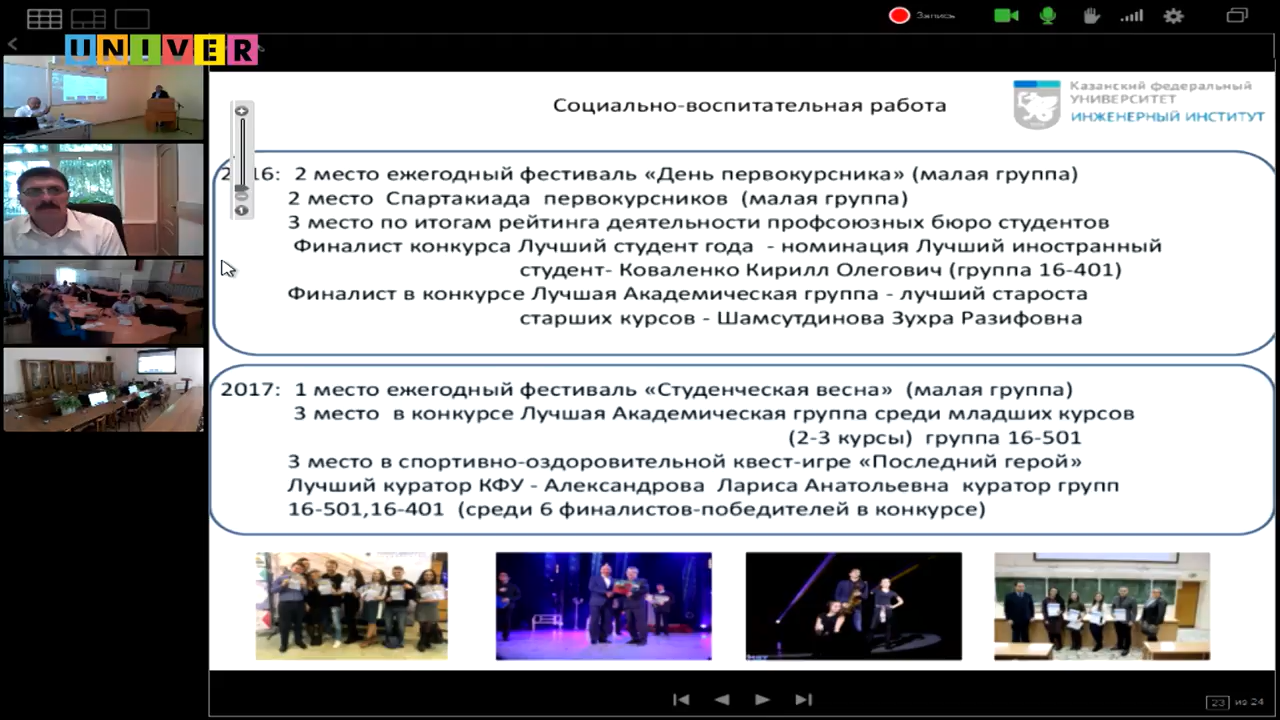 Запись
UNIVER
Социально-воспитательная работа
Казанский федеральный
УНИВЕРСИТЕТ
ИНЖЕНЕРНЫЙ ИНСТИТУТ
2016: 2 место ежегодный фестиваль «День первокурсника» (малая группа)
2 место Спартакиада первокурсников (малая группа)
3 место по итогам рейтинга деятельности профсоюзных бюро студентов
Финалист конкурса Лучший студент года - номинация Лучший иностранный
студент- Коваленко Кирилл Олегович (группа 16-401)
Финалист в конкурсе Лучшая Академическая группа - лучший староста
старших курсов - Шамсутдинова Зухра Разифовна
2017: 1 место ежегодный фестиваль «Студенческая весна» (малая группа)
3 место в конкурсе Лучшая Академическая группа среди младших курсов
(2-3 курсы) группа 16-501
3 место в спортивно-оздоровительной квест-игре «Последний герой»
Лучший куратор КФУ - Александрова Лариса Анатольевна куратор групп
16-501,16-401 (среди 6 финалистов-победителей в конкурсе)
23 из 24